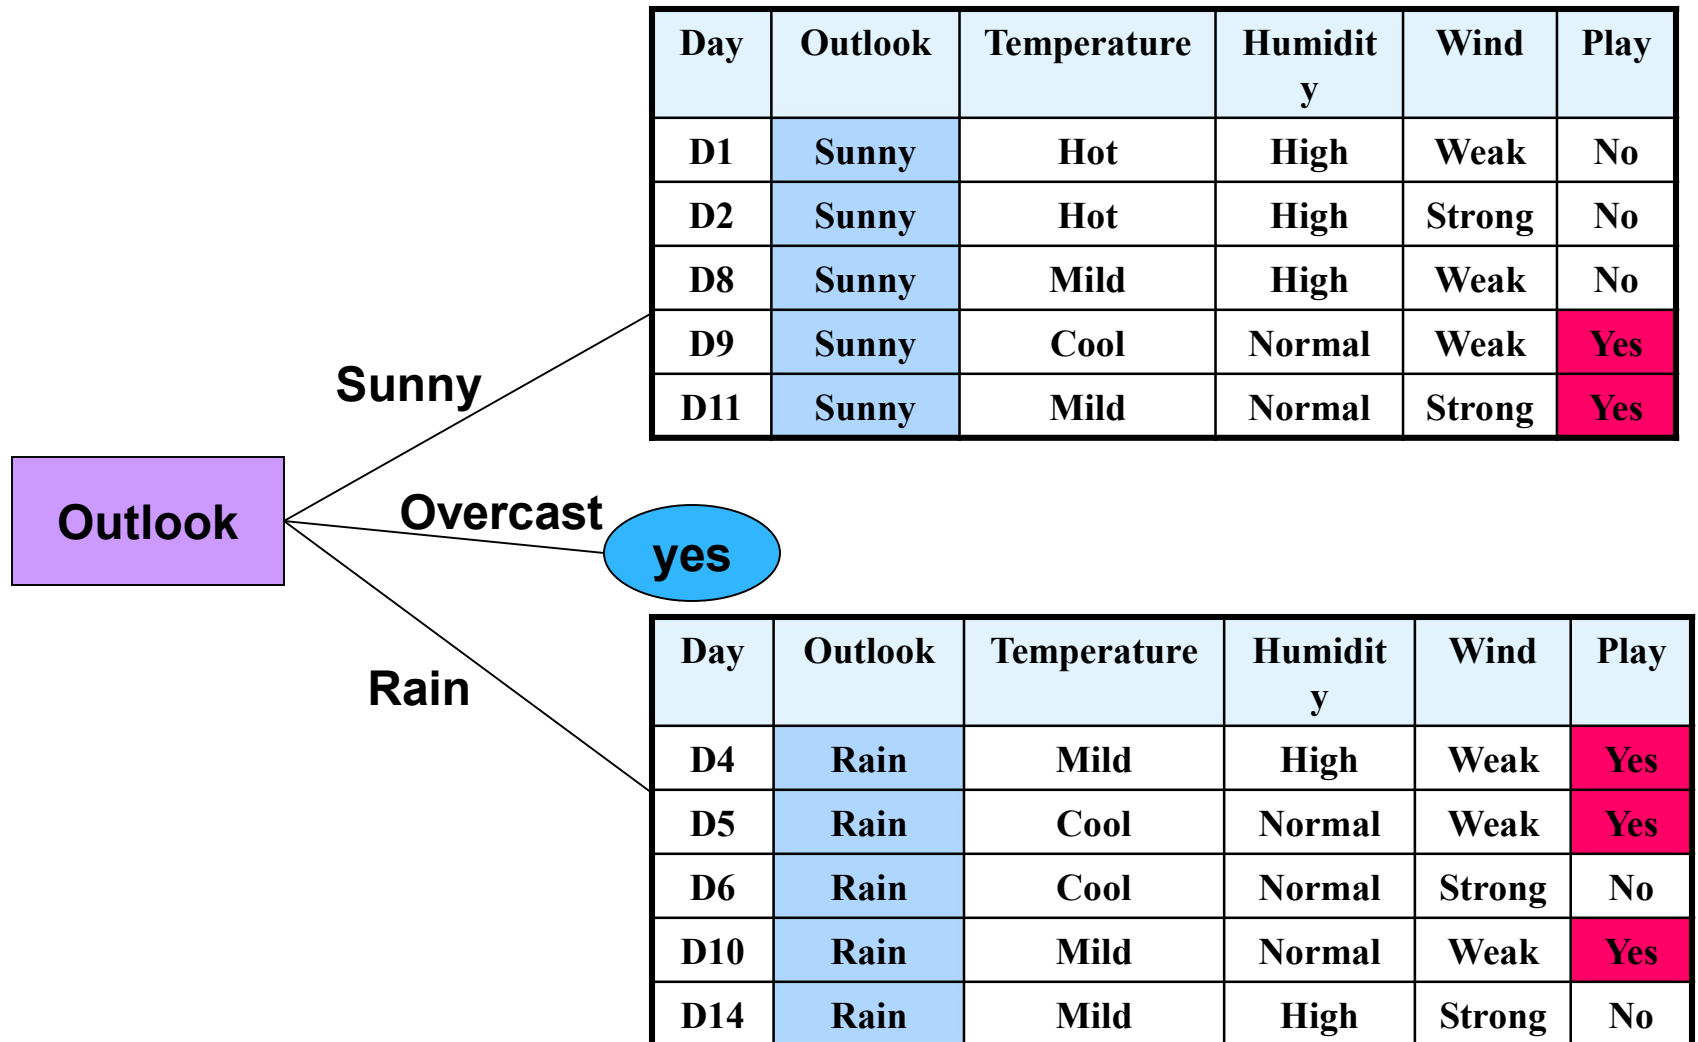 Day Outlook Temperature Humidit Wind Play
y
D1 Sunny Hot High Weak No
D2 Sunny Hot High Strong No
D8 Sunny Mild High Weak No
D9 Sunny Cool Normal Weak Yes
D11 Sunny Mild Normal Strong Yes
Sunny
Outlook
Overcast
yes
Rain
Day Outlook Temperature Humidit Wind Play
y
D4 Rain Mild High Weak Yes
D5 Rain Cool Normal Weak Yes
D6 Rain Cool Normal Strong No
D10 Rain Mild Normal Weak Yes
D14 Rain Mild High Strong No